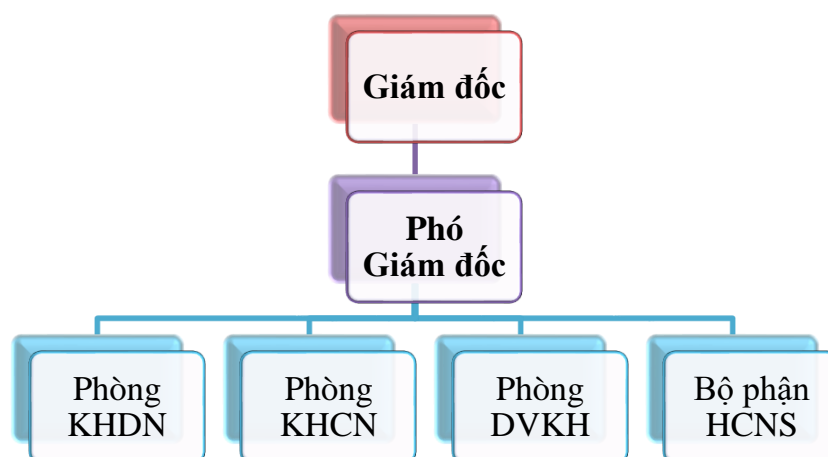 Giám đốc
Phó
Giám đốc
Phòng
KHDN
Phòng
KHCN
Phòng
DVKH
Bộ phận
HCNS